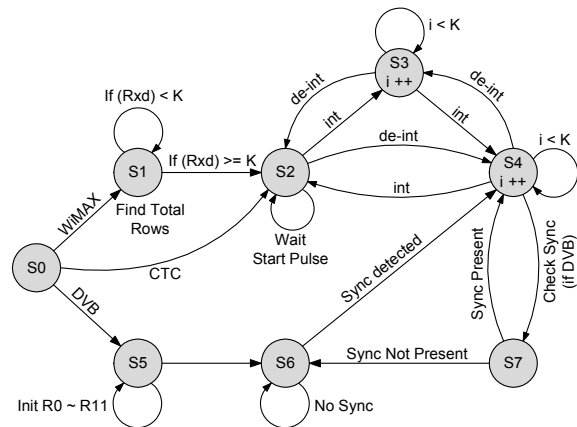 i < K
S3
i ++
If (Rxd) < K
de-int
int
int
de-int
i < K
S1
If (Rxd) >= K
S2
de-int
S4
i ++
int
Find Total
Rows
WiMAX
Wait
Start Pulse
CTC
S0
DVB
Sync detected
Sync Present
Check Sync
(if DVB)
S5
S6
Sync Not Present
S7
Init R0 ~ R11
No Sync